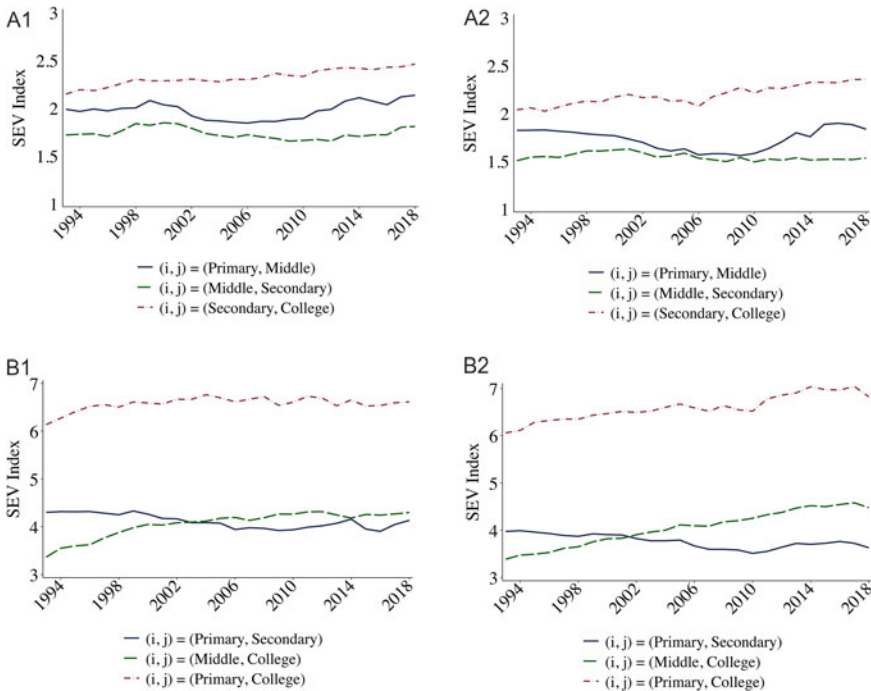 A1
3
2.5
2
1.5
1
SEV Index
1994
1998
2002
2006
2010
2014
2018
(i, j) = (Primary, Middle)
(i, j) = (Middle, Secondary)
(i, j) = (Secondary, College)
A2
3
2.5
2
1.5
1
SEV Index
1994
1998
2002
2006
2010
2014
2018
(i, j) = (Primary, Middle)
(i, j) = (Middle, Secondary)
(i, j) = (Secondary, College)
B1
7
6
5
4
3
SEV Index
1994
1998
2002
2006
2010
2014
2018
(i, j) = (Primary, Secondary)
(i, j) = (Middle, College)
(i, j) = (Primary, College)
B2
7
6
5
4
3
SEV Index
1994
1998
2002
2006
2010
2014
2018
(i, j) = (Primary, Secondary)
(i, j) = (Middle, College)
(i, j) = (Primary, College)